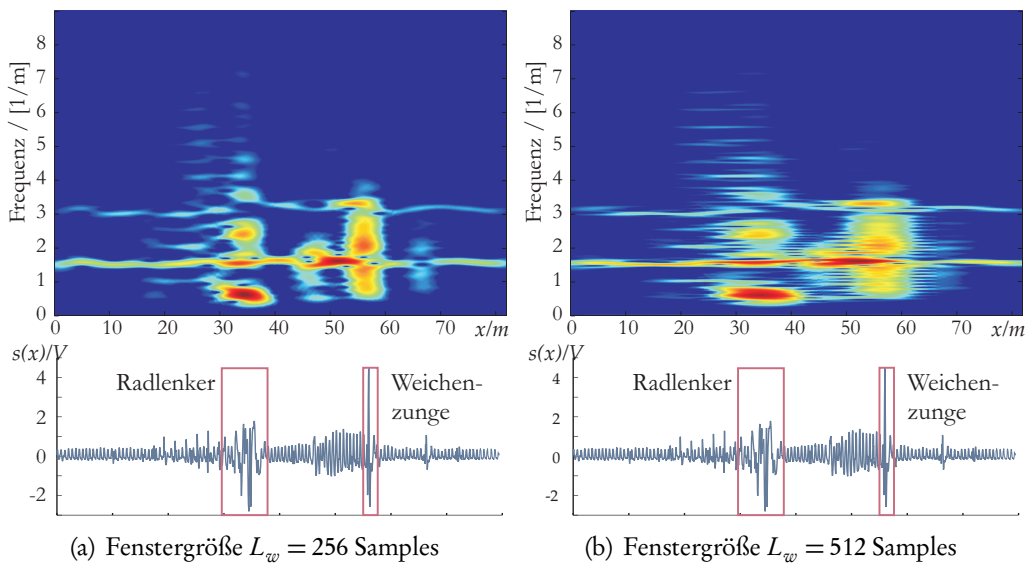 Frequenz / [1/m]
8
7
6
5
4
3
2
1
0
0 10 20 30 40 50 60 70 x/m
s(x)/V
4
2
0
-2
Radlenker
Weichen-
zunge
(a) Fenstergröße L_w = 256 Samples
Frequenz / [1/m]
8
7
6
5
4
3
2
1
0
0 10 20 30 40 50 60 70 x/m
s(x)/V
4
2
0
-2
Radlenker
Weichen-
zunge
(b) Fenstergröße L_w = 512 Samples